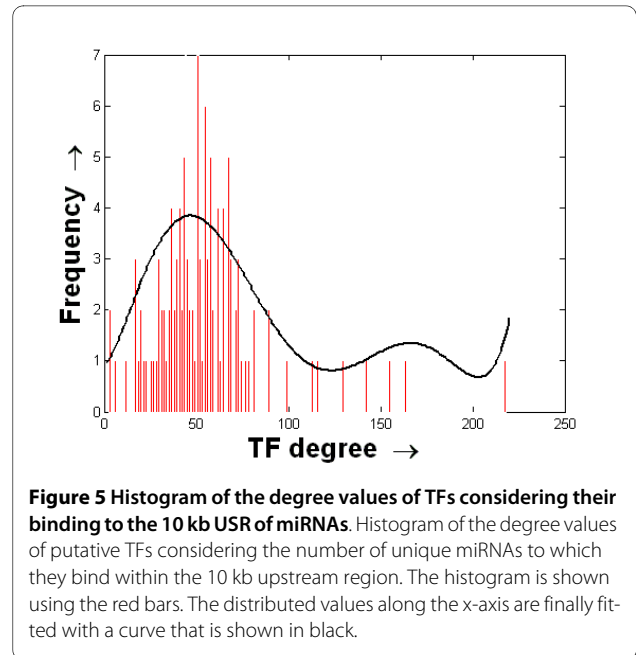 7
6
5
4
3
2
1
0
Frequency →
0
50
100
150
200
250
TF degree →
Figure 5 Histogram of the degree values of TFs considering their
binding to the 10 kb USR of miRNAs. Histogram of the degree values
of putative TFs considering the number of unique miRNAs to which
they bind within the 10 kb upstream region. The histogram is shown
using the red bars. The distributed values along the x-axis are finally fit-
ted with a curve that is shown in black.